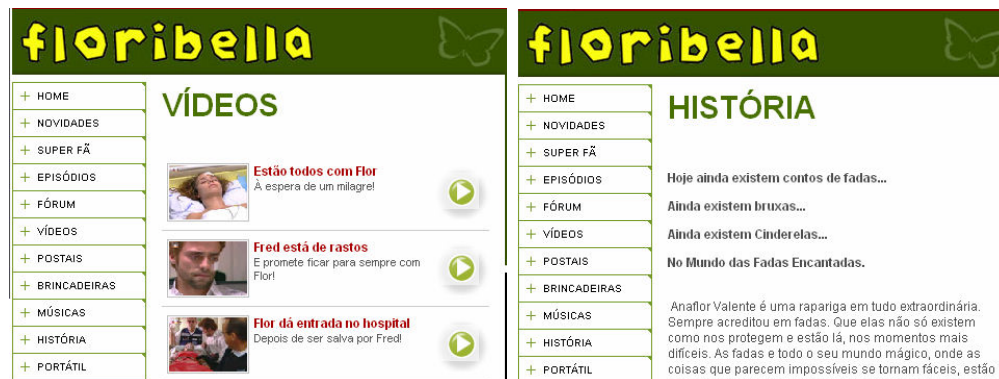 floribella
HOME
NOVIDADES
SUPER FÃ
EPISÓDIOS
FÓRUM
VÍDEOS
POSTAIS
BRINCADEIRAS
MÚSICAS
HISTÓRIA
PORTÁTIL
VÍDEOS
Estão todos com Flor
À espera de um milagre!
Fred está de rastos
E promete ficar para sempre com
Flor!
Flor dá entrada no hospital
Depois de ser salva por Fred!
floribella
HOME
NOVIDADES
SUPER FÃ
EPISÓDIOS
FÓRUM
VÍDEOS
POSTAIS
BRINCADEIRAS
MÚSICAS
HISTÓRIA
PORTÁTIL
HISTÓRIA
Hoje ainda existem contos de fadas...
Ainda existem bruxas...
Ainda existem Cinderelas...
No Mundo das Fadas Encantadas.
Anaflor Valente é uma rapariga em tudo extraordinária.
Sempre acreditou em fadas. Que elas não só existem
como nos protegem e estão lá, nos momentos mais
difíceis. As fadas e todo o seu mundo mágico, onde as
coisas que parecem impossíveis se tornam fáceis, estão